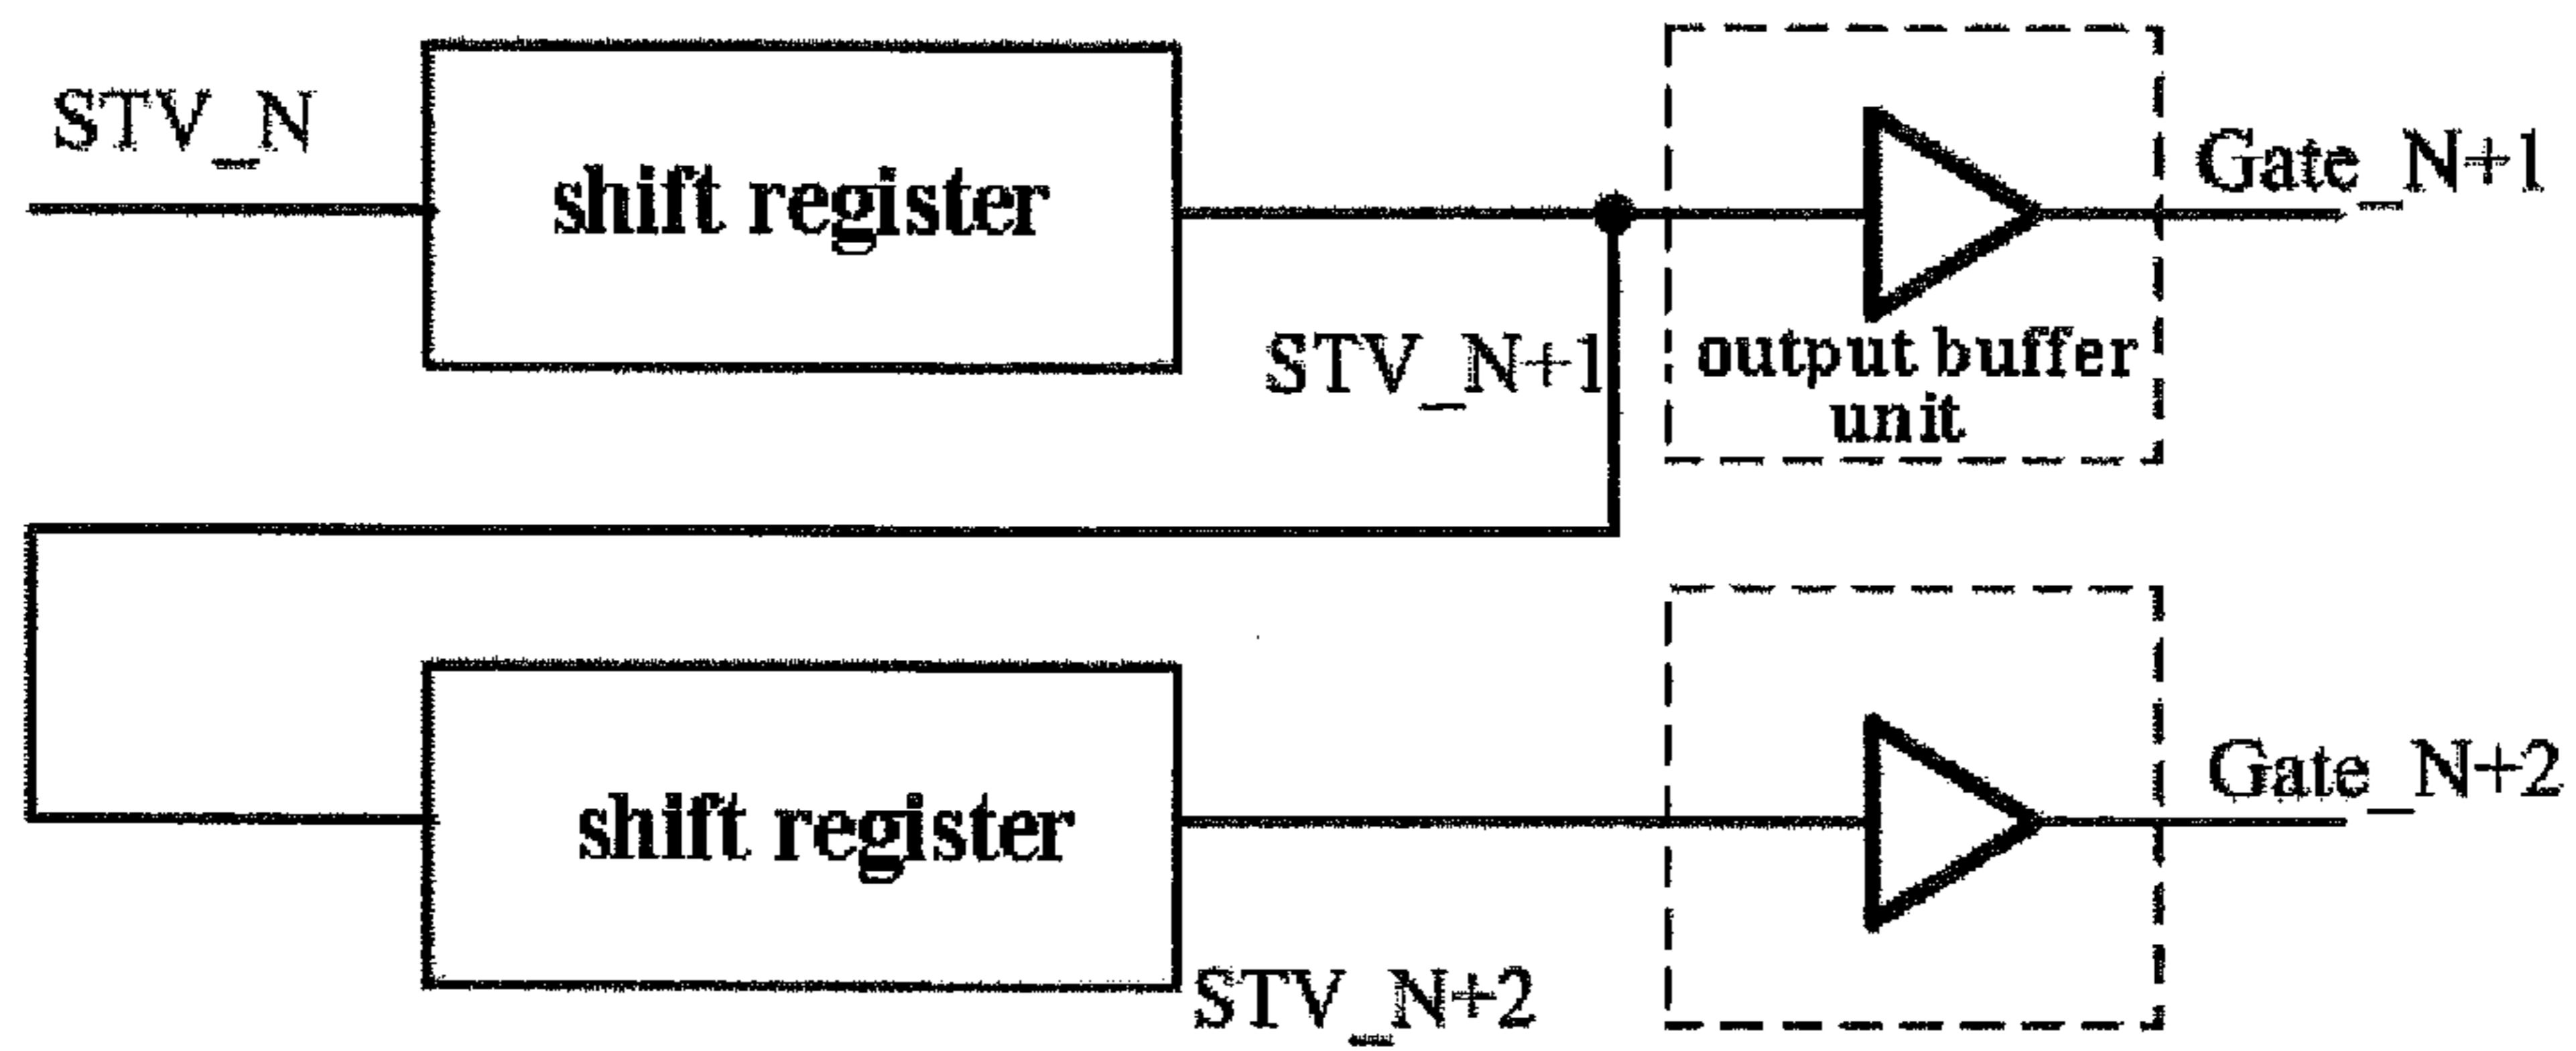 STV_N
shift register
Gate_N+1
STV_N+1
output buffer
unit
shift register
Gate_N+2
STV_N+2